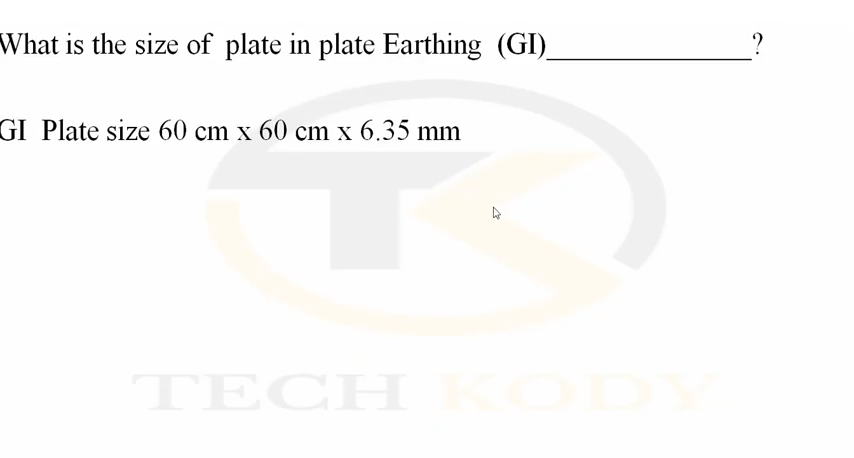 What is the size of plate in plate Earthing (GI)_______________?
GI Plate size 60 cm x 60 cm x 6.35 mm
TECH KODY